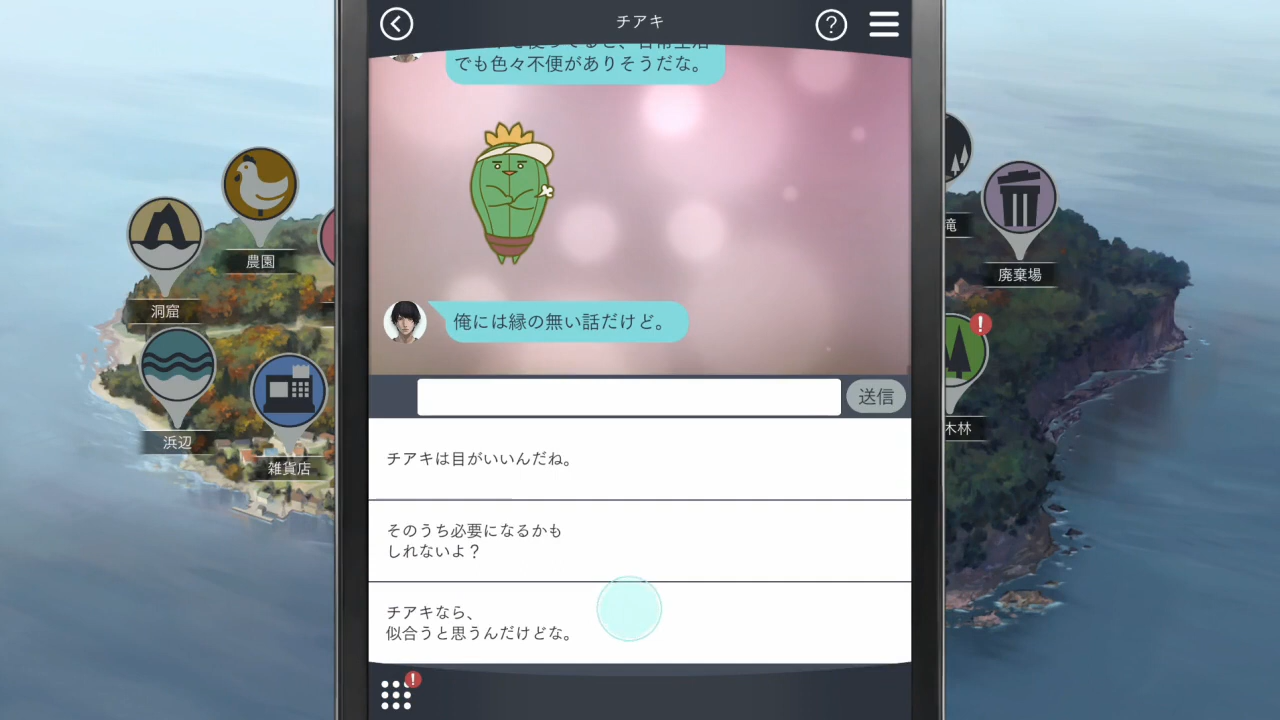 チアキ
?
でも色々不便がありそうだな。
俺には縁の無い話だけど。
送信
チアキは目がいいんだね。
そのうち必要になるかも
しれないよ？
チアキなら、
似合うと思うんだけどな。
!
農園
洞窟
浜辺
雑貨店
滝
廃棄場
!
木林